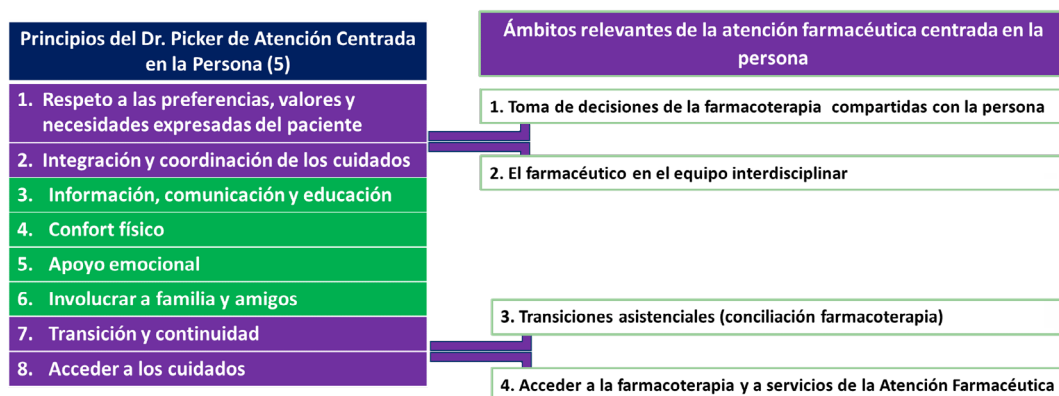 Principios del Dr. Picker de Atención Centrada
en la Persona (5)
1. Respeto a las preferencias, valores y
necesidades expresadas del paciente
2. Integración y coordinación de los cuidados
3. Información, comunicación y educación
4. Confort físico
5. Apoyo emocional
6. Involucrar a familia y amigos
7. Transición y continuidad
8. Acceder a los cuidados
Ámbitos relevantes de la atención farmacéutica centrada en la
persona
1. Toma de decisiones de la farmacoterapia compartidas con la persona
2. El farmacéutico en el equipo interdisciplinar
3. Transiciones asistenciales (conciliación farmacoterapia)
4. Acceder a la farmacoterapia y a servicios de la Atención Farmacéutica